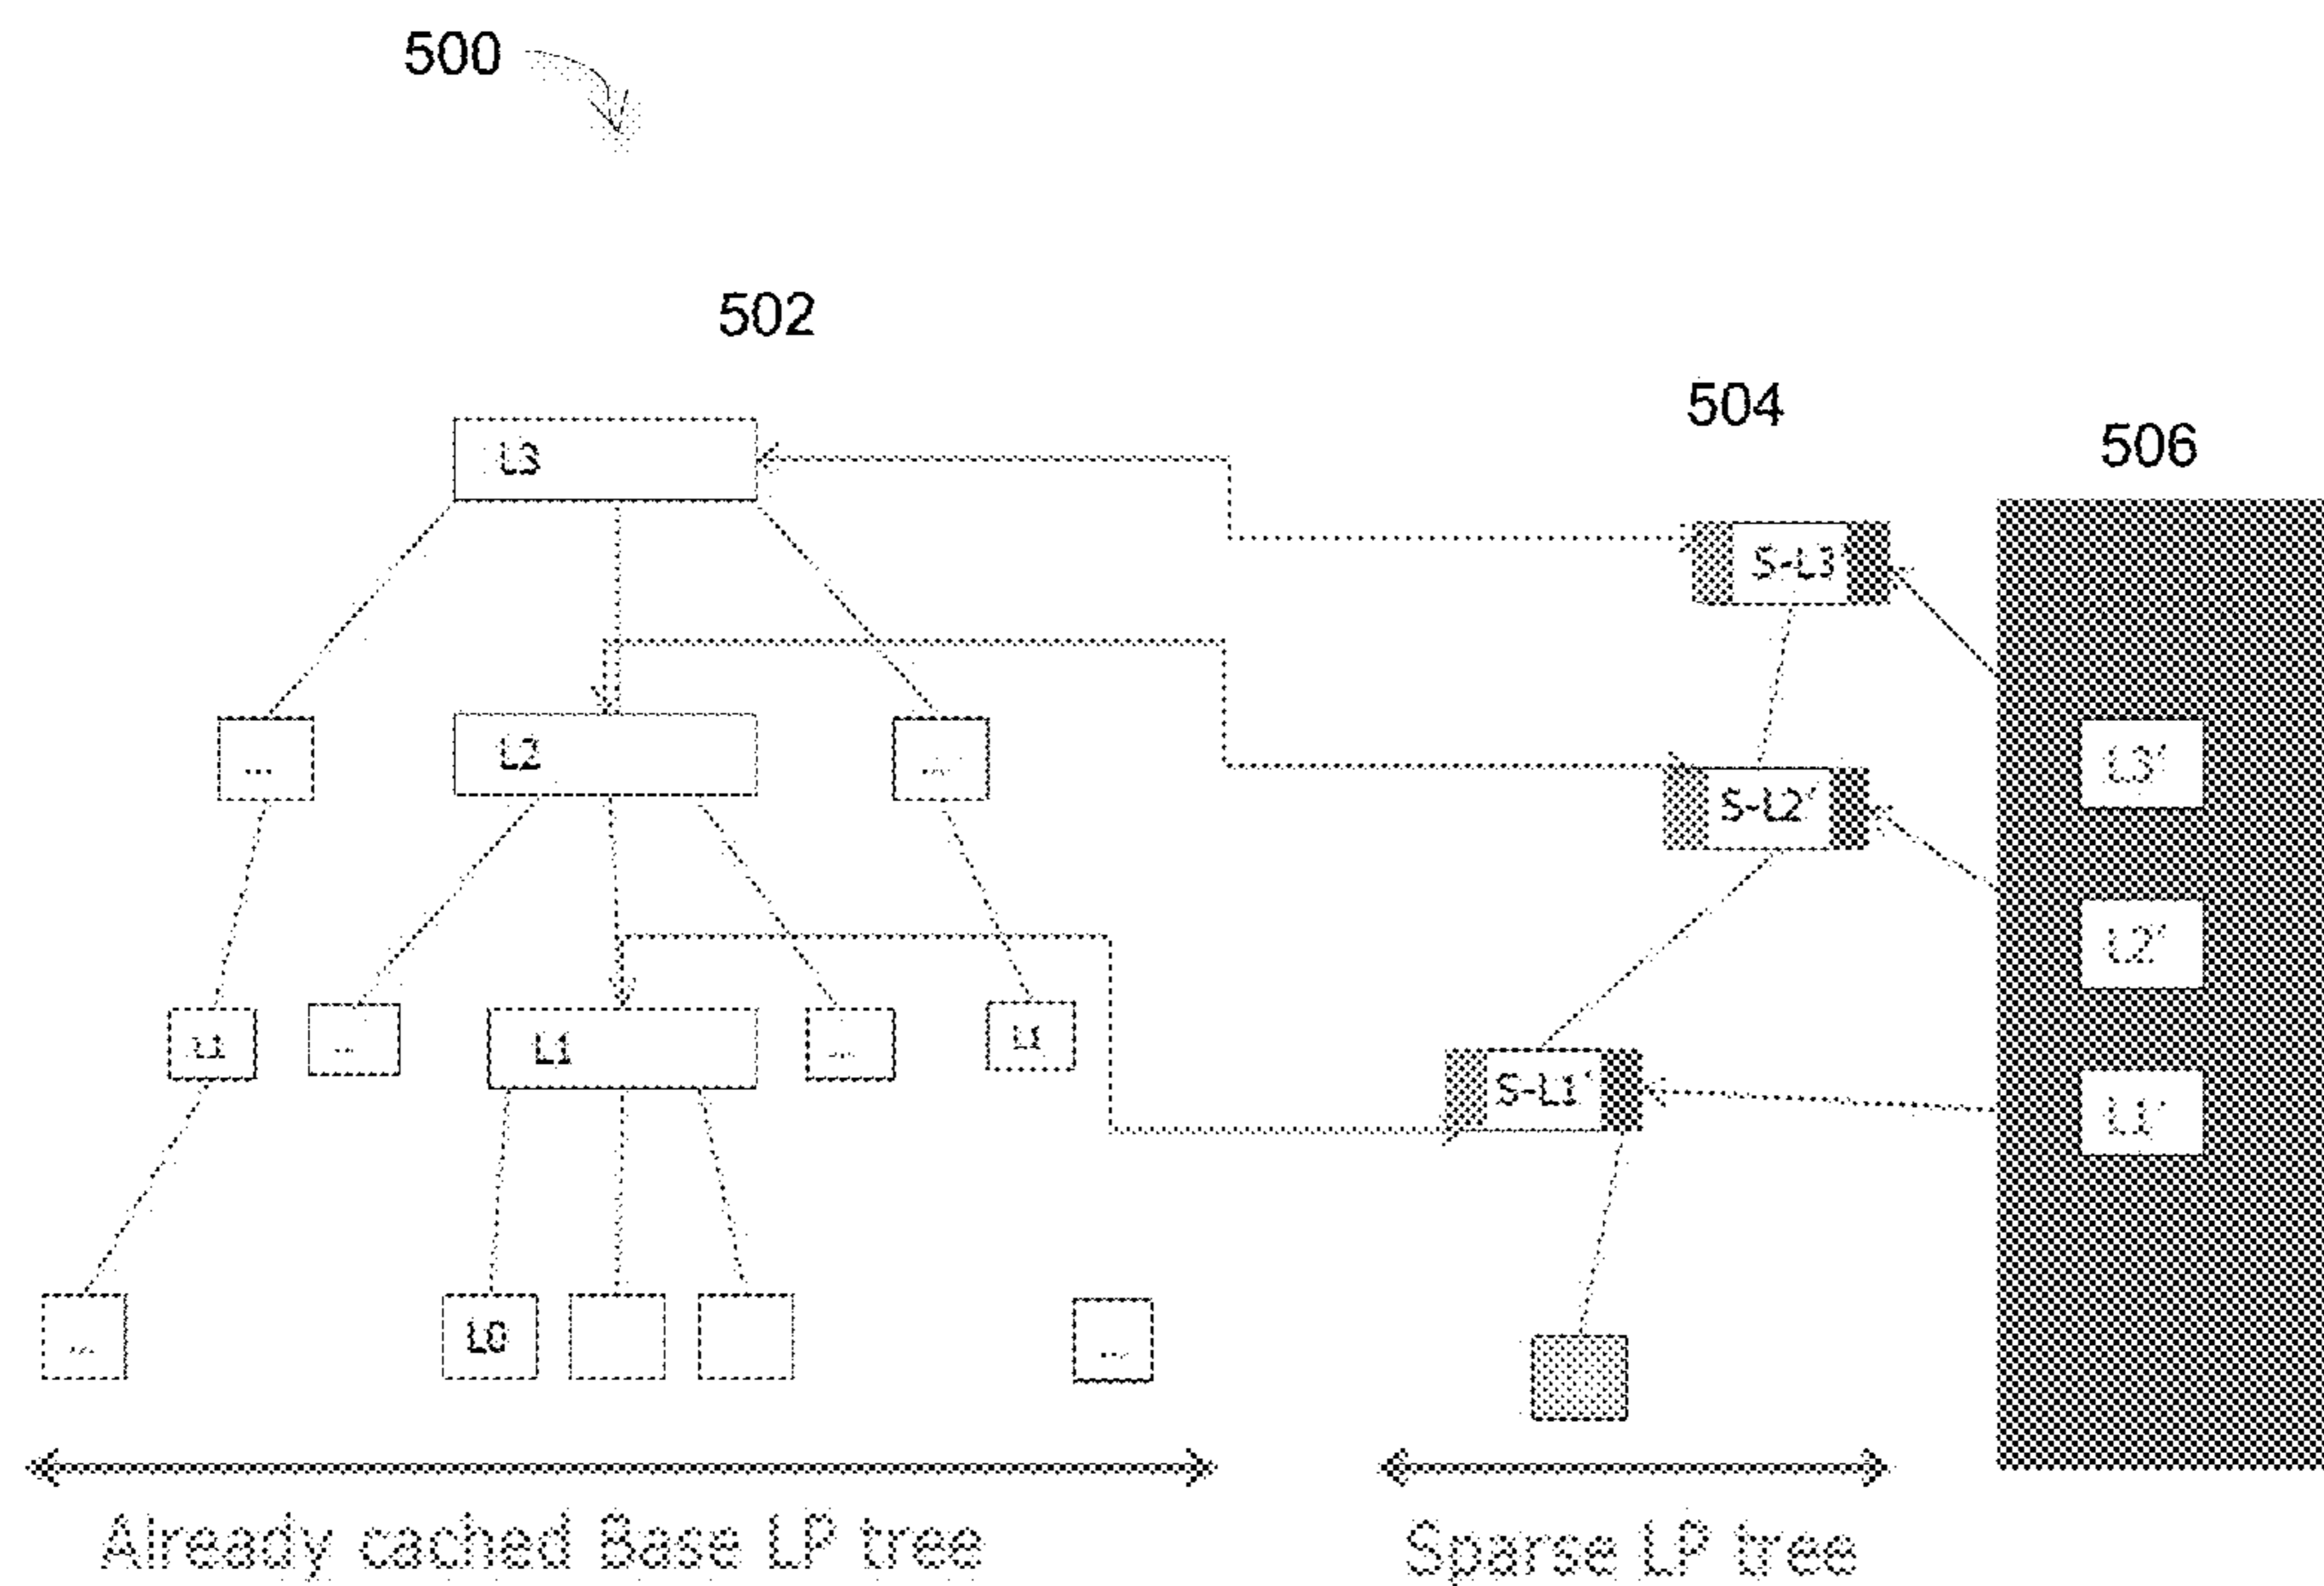 500
502
504
506
L3
S-L3'
L3'
...
L2
...
S-L2'
L2'
L1
...
L1
...
L1
S-L1'
L1'
...
L0
...
Already cached Base LP tree
Sparse LP tree